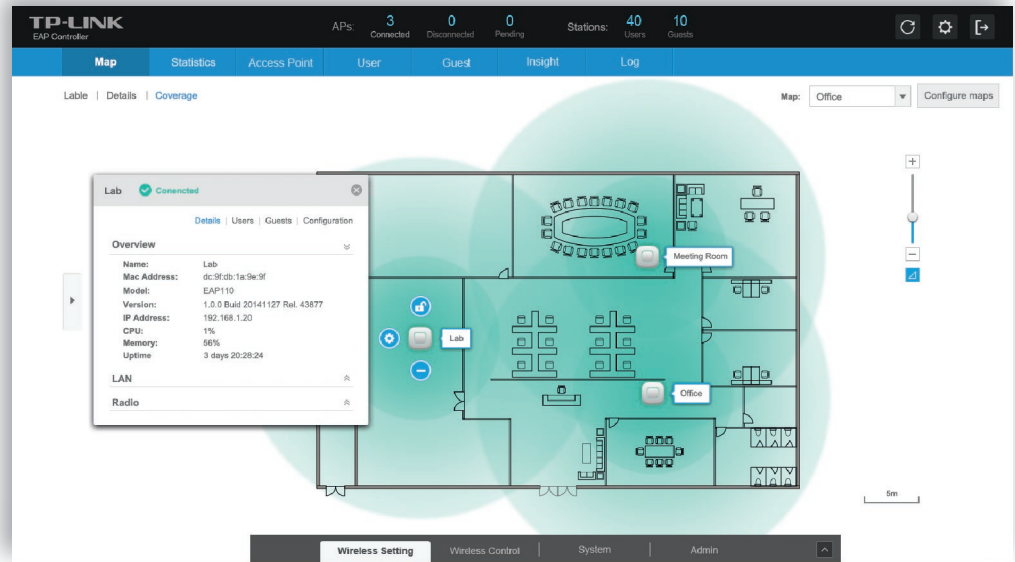 TP-LINK
EAP Controller
APs: 3 Connected 0 Disconnected 0 Pending Stations: 40 Users 10 Guests
Map Statistics Access Point User Guest Insight Log
Lable | Details | Coverage
Map: Office Configure maps
Lab Conencted
Details | Users | Guests | Configuration
Overview
Name: Lab
Mac Address: dc:9f:db:1a:9e:9f
Model: EAP110
Version: 1.0.0 Buid 20141127 Rel. 43877
IP Address: 192.168.1.20
CPU: 1%
Memory: 56%
Uptime 3 days 20:28:24
LAN
Radio
Meeting Room
Lab
Office
5m
Wireless Setting Wireless Control | System | Admin